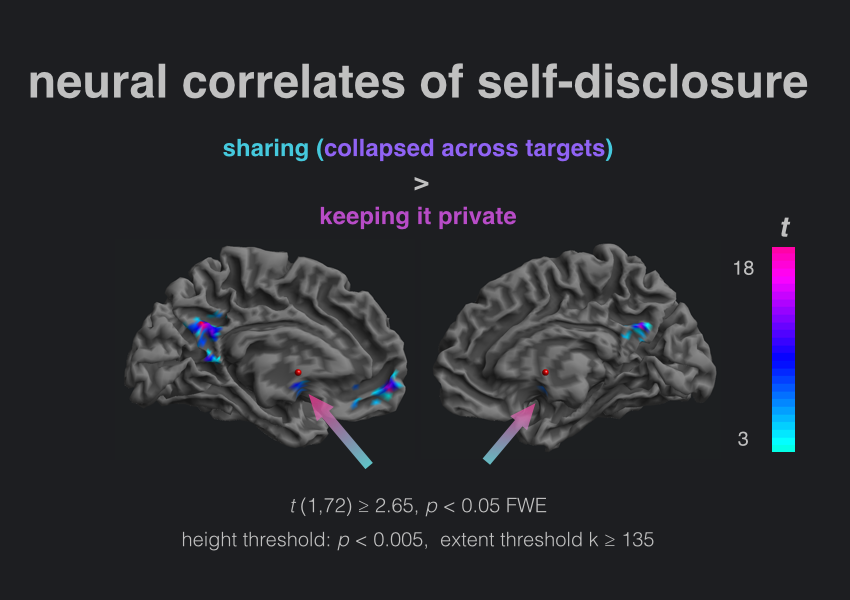 neural correlates of self-disclosure
sharing (collapsed across targets)
>
keeping it private
t
18
3
t (1,72) ≥ 2.65, p < 0.05 FWE
height threshold: p < 0.005,  extent threshold k ≥ 135